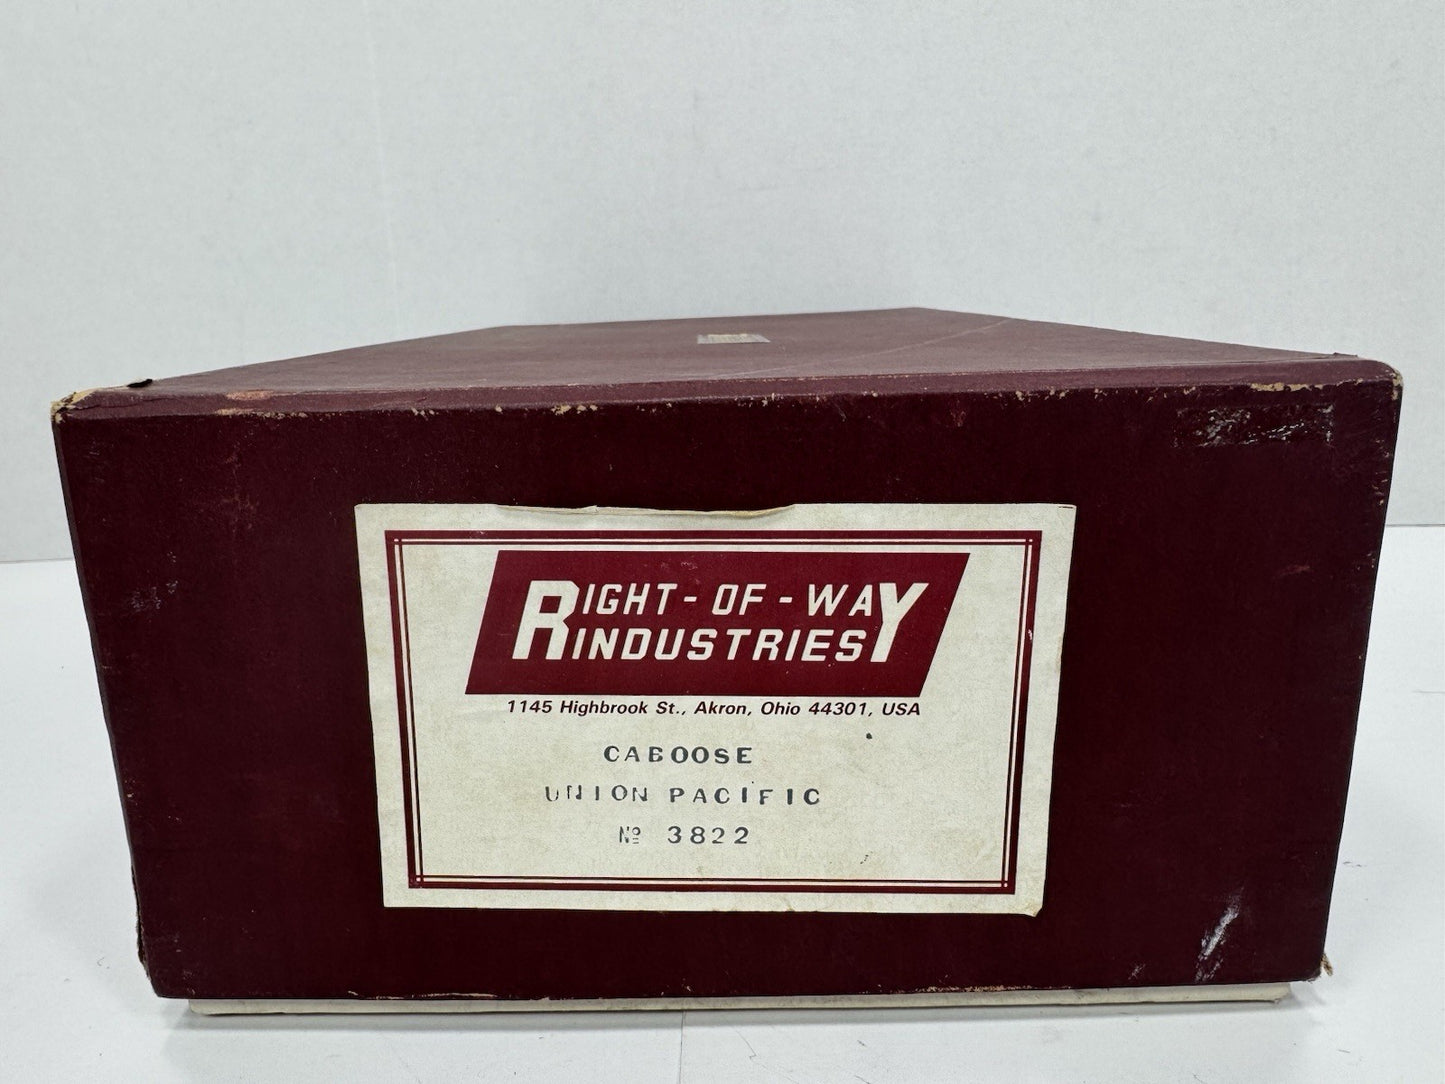 RIGHT-OF-WAY
INDUSTRIES
1145 Highbrook St., Akron, Ohio 44301, USA
CABOOSE
UNION PACIFIC
Nº 3822